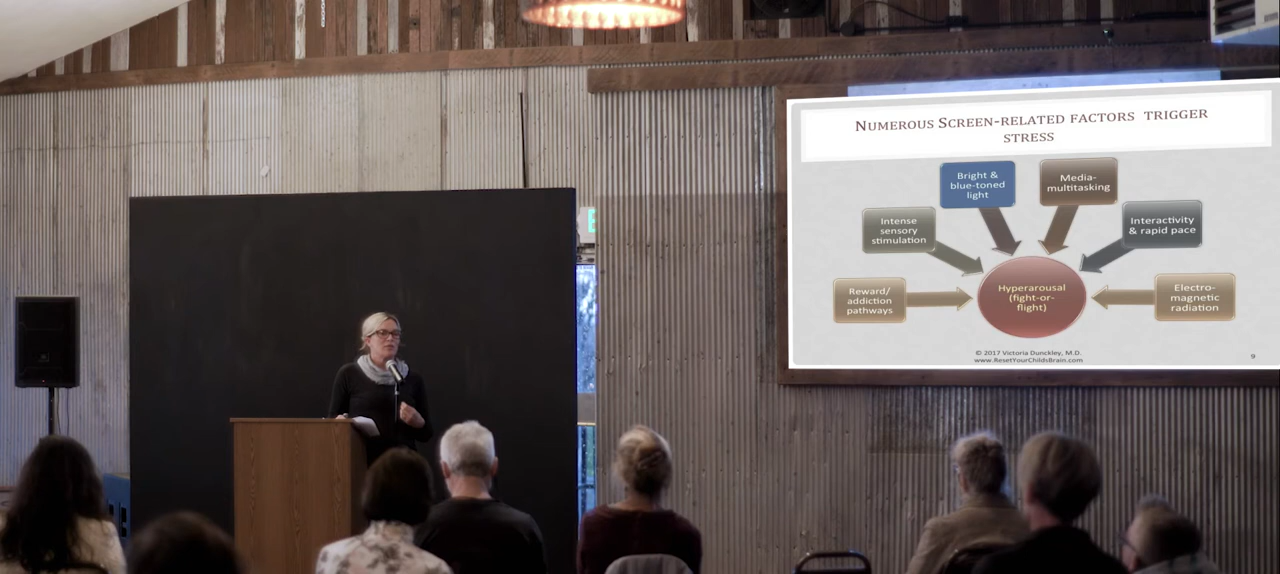 NUMEROUS SCREEN-RELATED FACTORS TRIGGER
STRESS
Bright &
blue-toned
light
Media-
multitasking
Intense
sensory
stimulation
Interactivity
& rapid pace
Reward/
addiction
pathways
Hyperarousal
(fight-or-
flight)
Electro-
magnetic
radiation
© 2017 Victoria Dunckley, M.D.
www.ResetYourChildsBrain.com
9